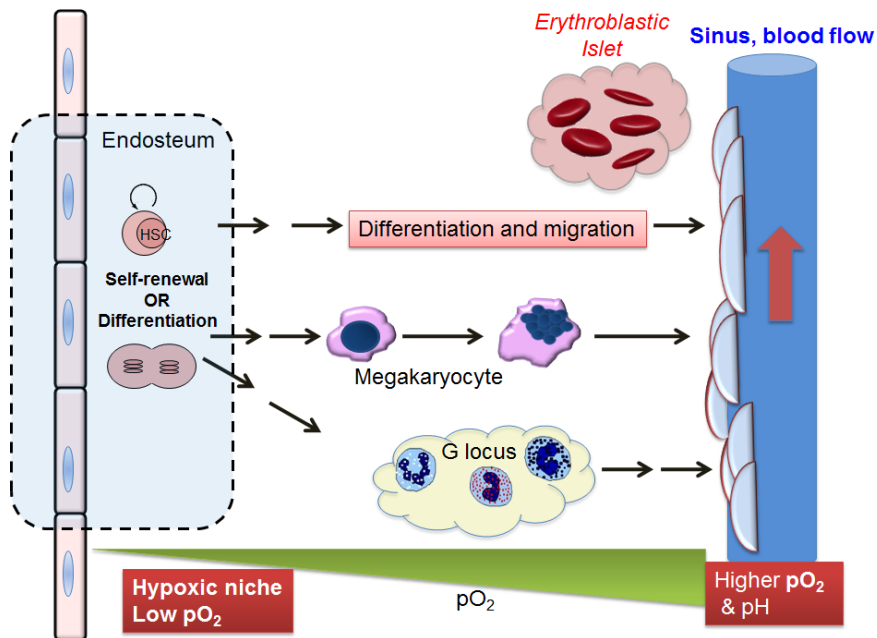 Erythroblastic
Islet
Sinus, blood flow
Endosteum
HSC
Differentiation and migration
Self-renewal
OR
Differentiation
Megakaryocyte
G locus
Hypoxic niche
Low pO₂
pO₂
Higher pO₂
& pH